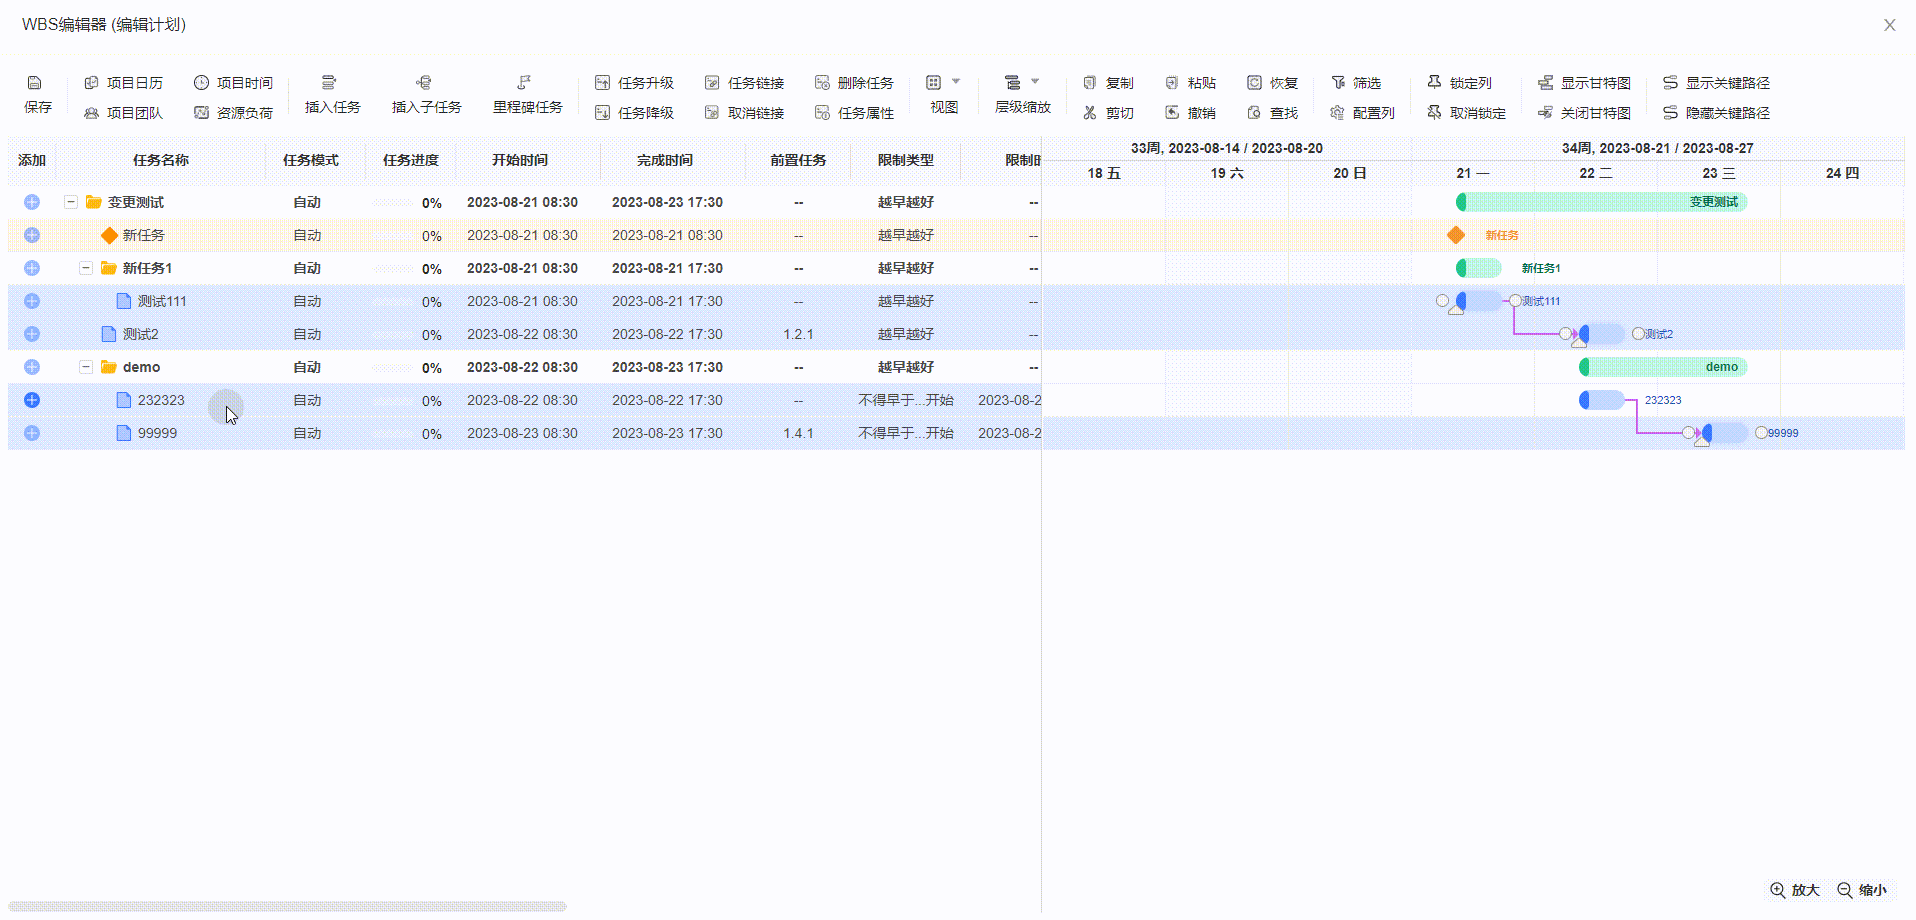 WBS编辑器 (编辑计划)
X
项目日历 项目时间 任务升级 任务链接 删除任务 复制 粘贴 恢复 筛选 锁定列 显示甘特图 显示关键路径
保存 插入任务 插入子任务 里程碑任务 视图 层级缩放
项目团队 资源负荷 任务降级 取消链接 任务属性 剪切 撤销 查找 配置列 取消锁定 关闭甘特图 隐藏关键路径
添加 任务名称 任务模式 任务进度 开始时间 完成时间 前置任务 限制类型
33周, 2023-08-14 / 2023-08-20 34周, 2023-08-21 / 2023-08-27
18 五 19 六 20 日 21 一 22 二 23 三 24 四
变更测试 自动 0% 2023-08-21 08:30 2023-08-23 17:30 -- 越早越好 -- 变更测试
新任务 自动 0% 2023-08-21 08:30 2023-08-21 08:30 -- 越早越好 -- 新任务
新任务1 自动 0% 2023-08-21 08:30 2023-08-21 17:30 -- 越早越好 -- 新任务1
测试111 自动 0% 2023-08-21 08:30 2023-08-21 17:30 -- 越早越好 -- 测试111
测试2 自动 0% 2023-08-22 08:30 2023-08-22 17:30 1.2.1 越早越好 -- 测试2
demo 自动 0% 2023-08-22 08:30 2023-08-23 17:30 -- 越早越好 -- demo
232323 自动 0% 2023-08-22 08:30 2023-08-22 17:30 -- 不得早于...开始 2023-08-2 232323
99999 自动 0% 2023-08-23 08:30 2023-08-23 17:30 1.4.1 不得早于...开始 2023-08-2 99999
放大 缩小